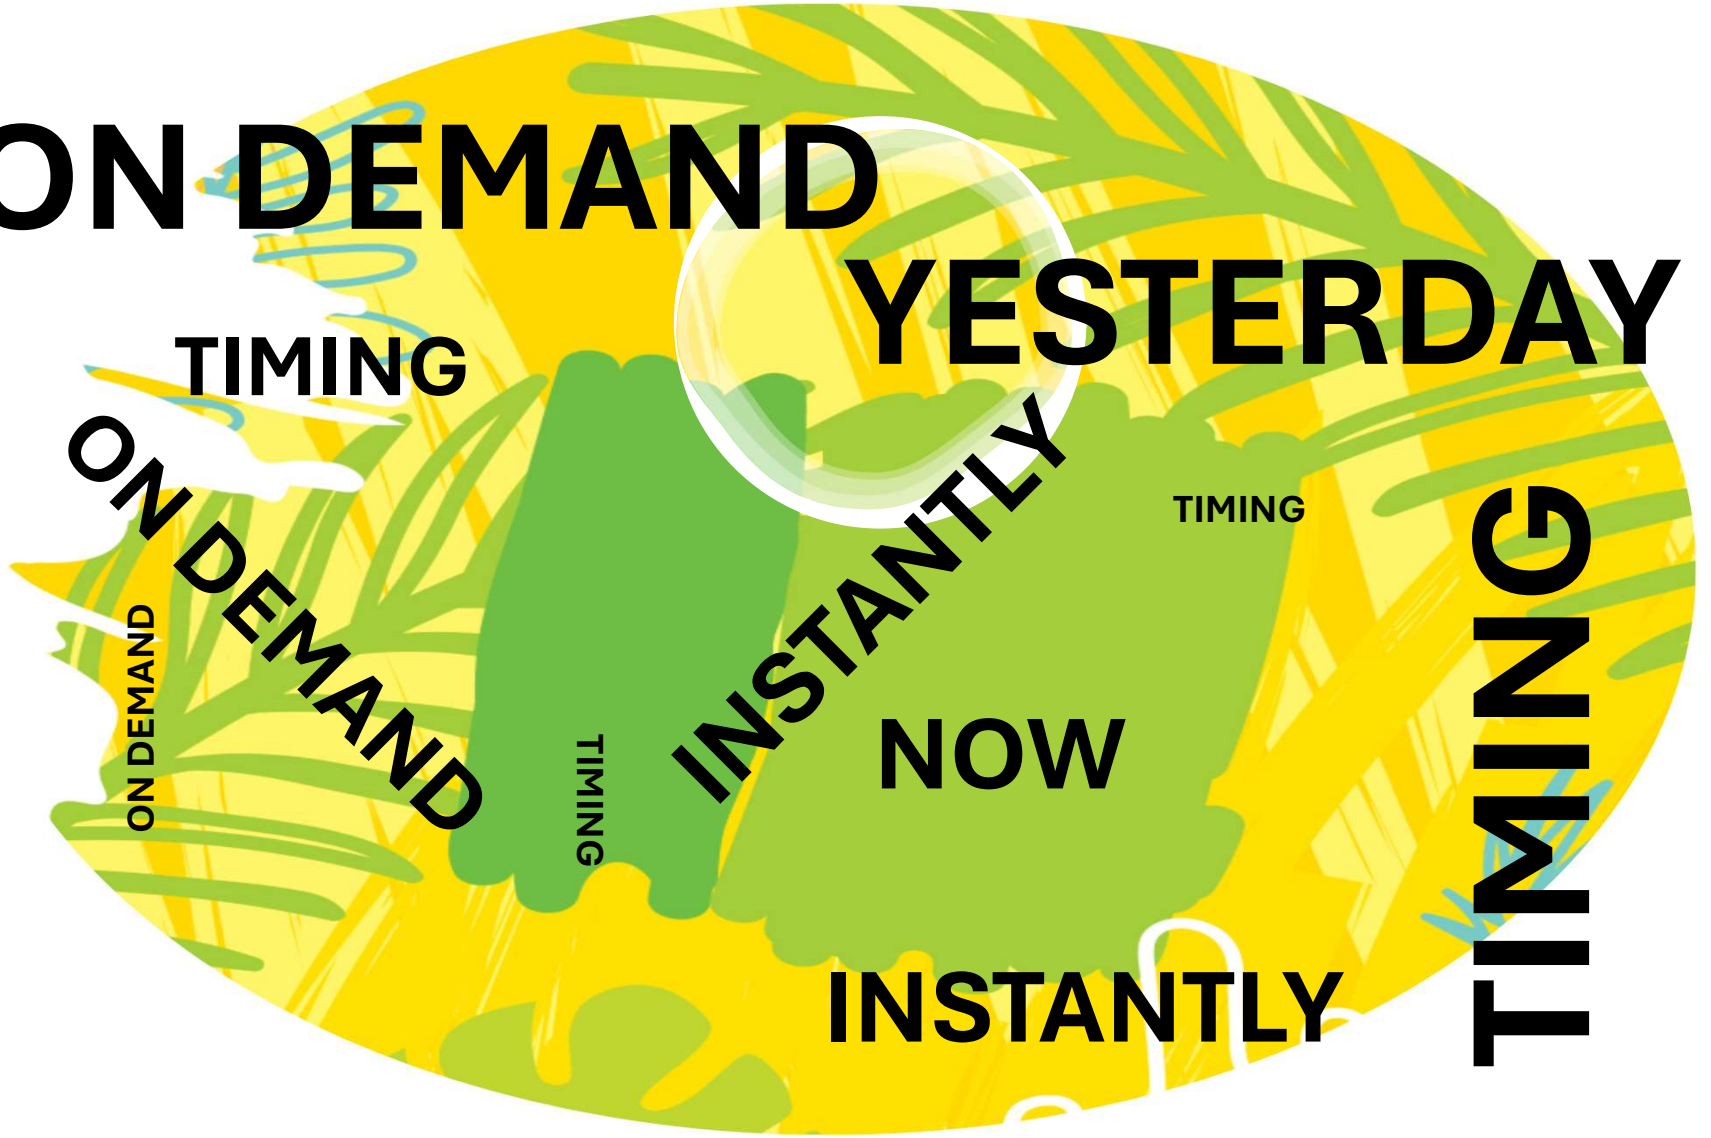 ON DEMAND
YESTERDAY
TIMING
ON DEMAND
INSTANTLY
TIMING
TIMING
ON DEMAND
NOW
TIMING
INSTANTLY